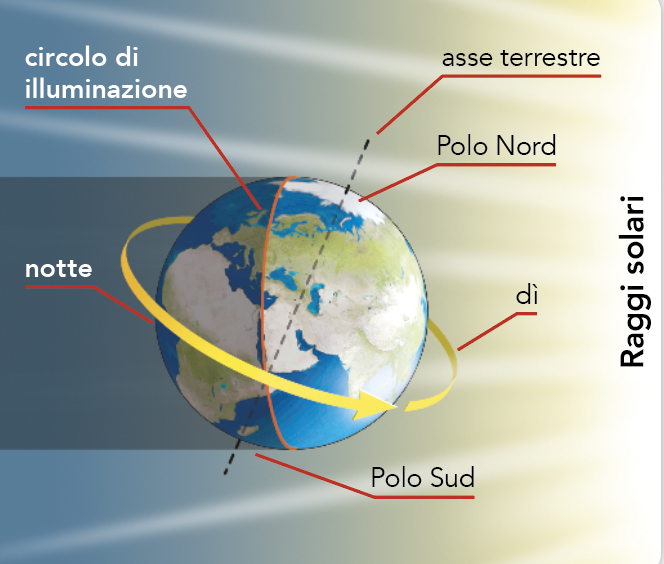 circolo di
illuminazione
asse terrestre
Polo Nord
Raggi solari
notte
dì
Polo Sud